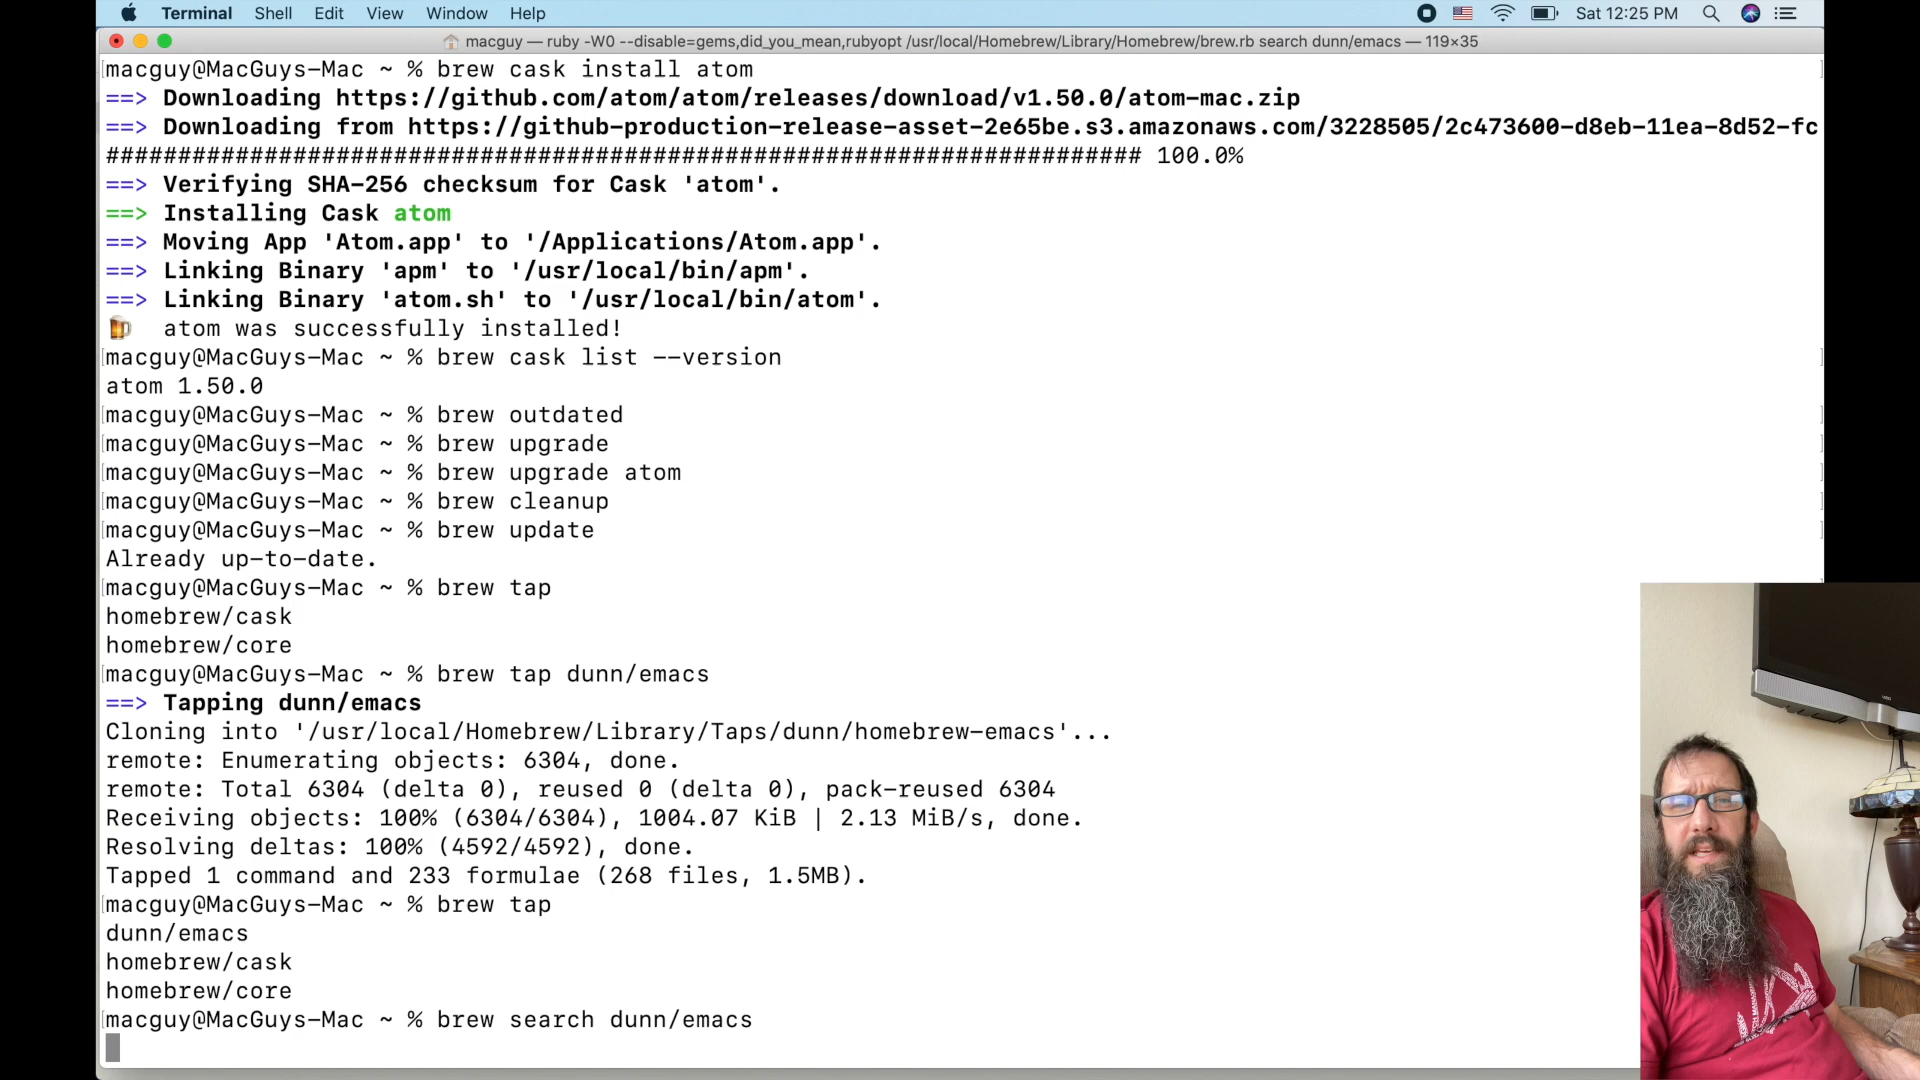 Terminal Shell Edit View Window Help Sat 12:25 PM
macguy — ruby -W0 --disable=gems,did_you_mean,rubyopt /usr/local/Homebrew/Library/Homebrew/brew.rb search dunn/emacs — 119×35
macguy@MacGuys-Mac ~ % brew cask install atom
==> Downloading https://github.com/atom/atom/releases/download/v1.50.0/atom-mac.zip
==> Downloading from https://github-production-release-asset-2e65be.s3.amazonaws.com/3228505/2c473600-d8eb-11ea-8d52-fc
######################################################################## 100.0%
==> Verifying SHA-256 checksum for Cask 'atom'.
==> Installing Cask atom
==> Moving App 'Atom.app' to '/Applications/Atom.app'.
==> Linking Binary 'apm' to '/usr/local/bin/apm'.
==> Linking Binary 'atom.sh' to '/usr/local/bin/atom'.
🍺  atom was successfully installed!
macguy@MacGuys-Mac ~ % brew cask list --version
atom 1.50.0
macguy@MacGuys-Mac ~ % brew outdated
macguy@MacGuys-Mac ~ % brew upgrade
macguy@MacGuys-Mac ~ % brew upgrade atom
macguy@MacGuys-Mac ~ % brew cleanup
macguy@MacGuys-Mac ~ % brew update
Already up-to-date.
macguy@MacGuys-Mac ~ % brew tap
homebrew/cask
homebrew/core
macguy@MacGuys-Mac ~ % brew tap dunn/emacs
==> Tapping dunn/emacs
Cloning into '/usr/local/Homebrew/Library/Taps/dunn/homebrew-emacs'...
remote: Enumerating objects: 6304, done.
remote: Total 6304 (delta 0), reused 0 (delta 0), pack-reused 6304
Receiving objects: 100% (6304/6304), 1004.07 KiB | 2.13 MiB/s, done.
Resolving deltas: 100% (4592/4592), done.
Tapped 1 command and 233 formulae (268 files, 1.5MB).
macguy@MacGuys-Mac ~ % brew tap
dunn/emacs
homebrew/cask
homebrew/core
macguy@MacGuys-Mac ~ % brew search dunn/emacs